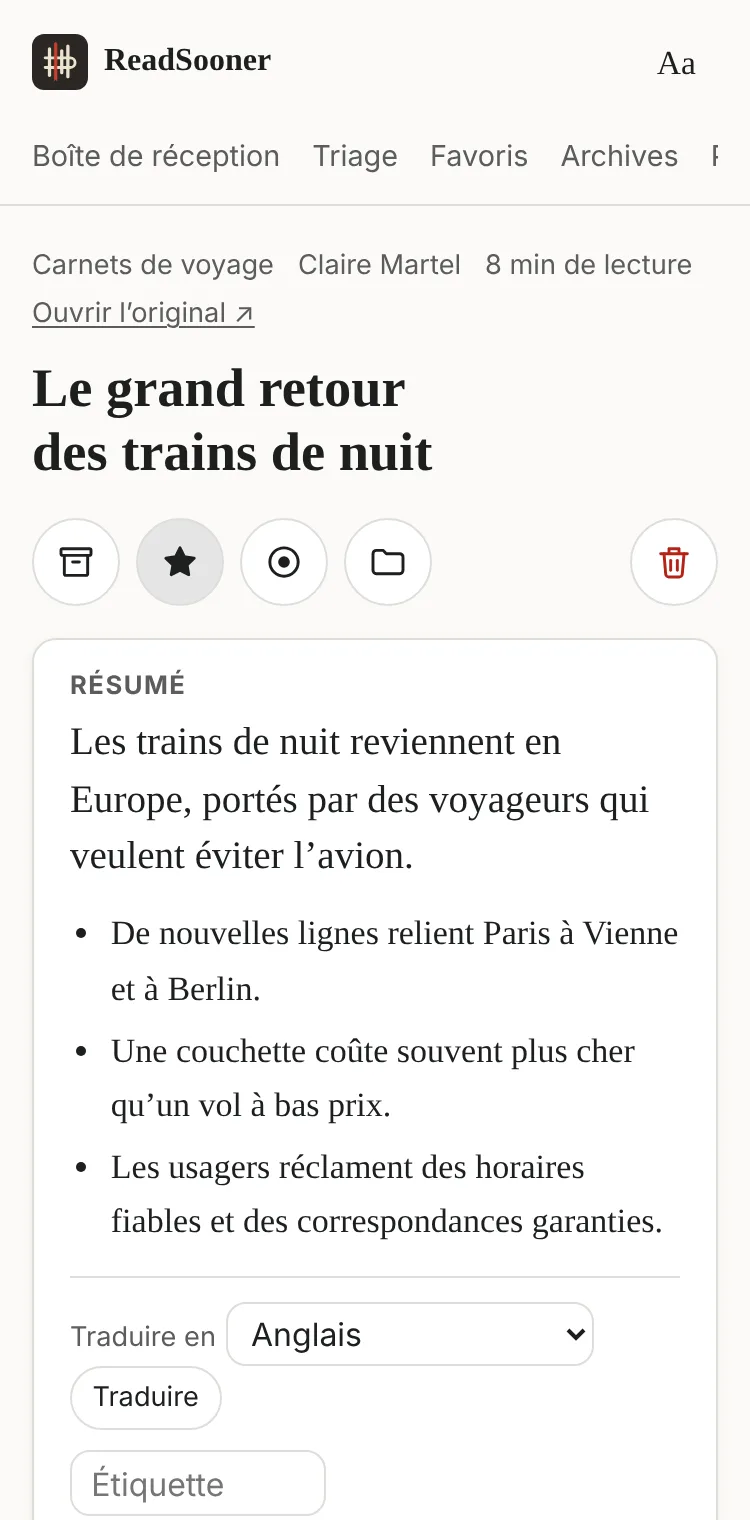 ReadSooner
Aa
Boîte de réception Triage Favoris Archives
Carnets de voyage Claire Martel 8 min de lecture
Ouvrir l’original ↗
Le grand retour
des trains de nuit
RÉSUMÉ
Les trains de nuit reviennent en
Europe, portés par des voyageurs qui
veulent éviter l’avion.
• De nouvelles lignes relient Paris à Vienne
et à Berlin.
• Une couchette coûte souvent plus cher
qu’un vol à bas prix.
• Les usagers réclament des horaires
fiables et des correspondances garanties.
Traduire en Anglais
Traduire
Étiquette